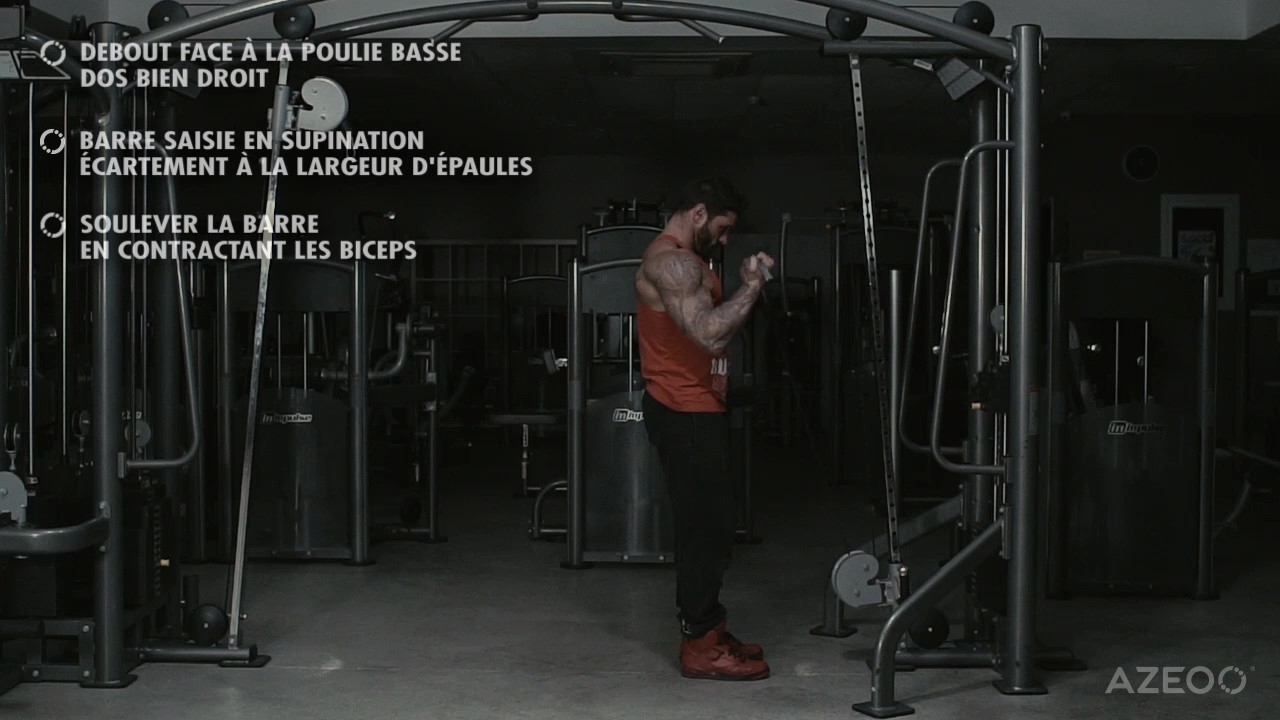 DEBOUT FACE À LA POULIE BASSE
DOS BIEN DROIT
BARRE SAISIE EN SUPINATION
ÉCARTEMENT À LA LARGEUR D'ÉPAULES
SOULEVER LA BARRE
EN CONTRACTANT LES BICEPS
impulse
AZEOO